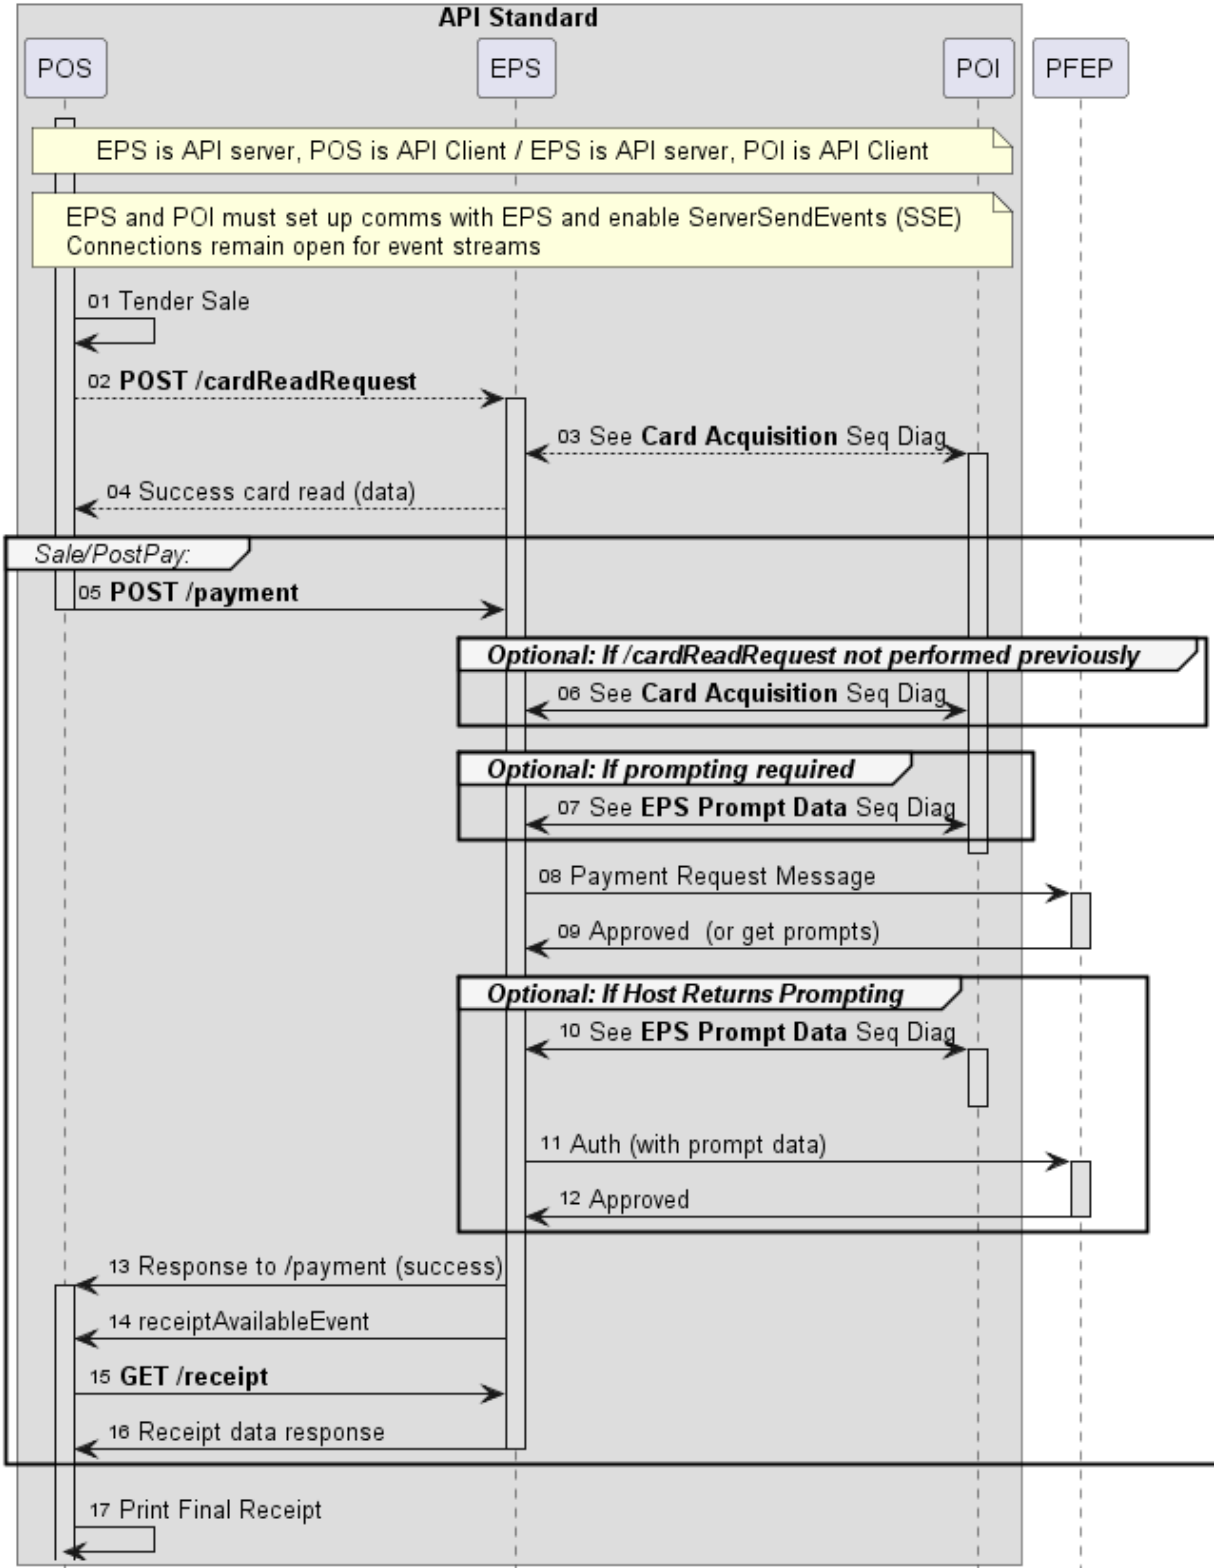 API Standard
POS EPS POI PFEP
EPS is API server, POS is API Client / EPS is API server, POI is API Client
EPS and POI must set up comms with EPS and enable ServerSendEvents (SSE)
Connections remain open for event streams
01 Tender Sale
02 POST /cardReadRequest
03 See Card Acquisition Seq Diag
04 Success card read (data)
Sale/PostPay:
05 POST /payment
Optional: If /cardReadRequest not performed previously
06 See Card Acquisition Seq Diag
Optional: If prompting required
07 See EPS Prompt Data Seq Diag
08 Payment Request Message
09 Approved (or get prompts)
Optional: If Host Returns Prompting
10 See EPS Prompt Data Seq Diag
11 Auth (with prompt data)
12 Approved
13 Response to /payment (success)
14 receiptAvailableEvent
15 GET /receipt
16 Receipt data response
17 Print Final Receipt